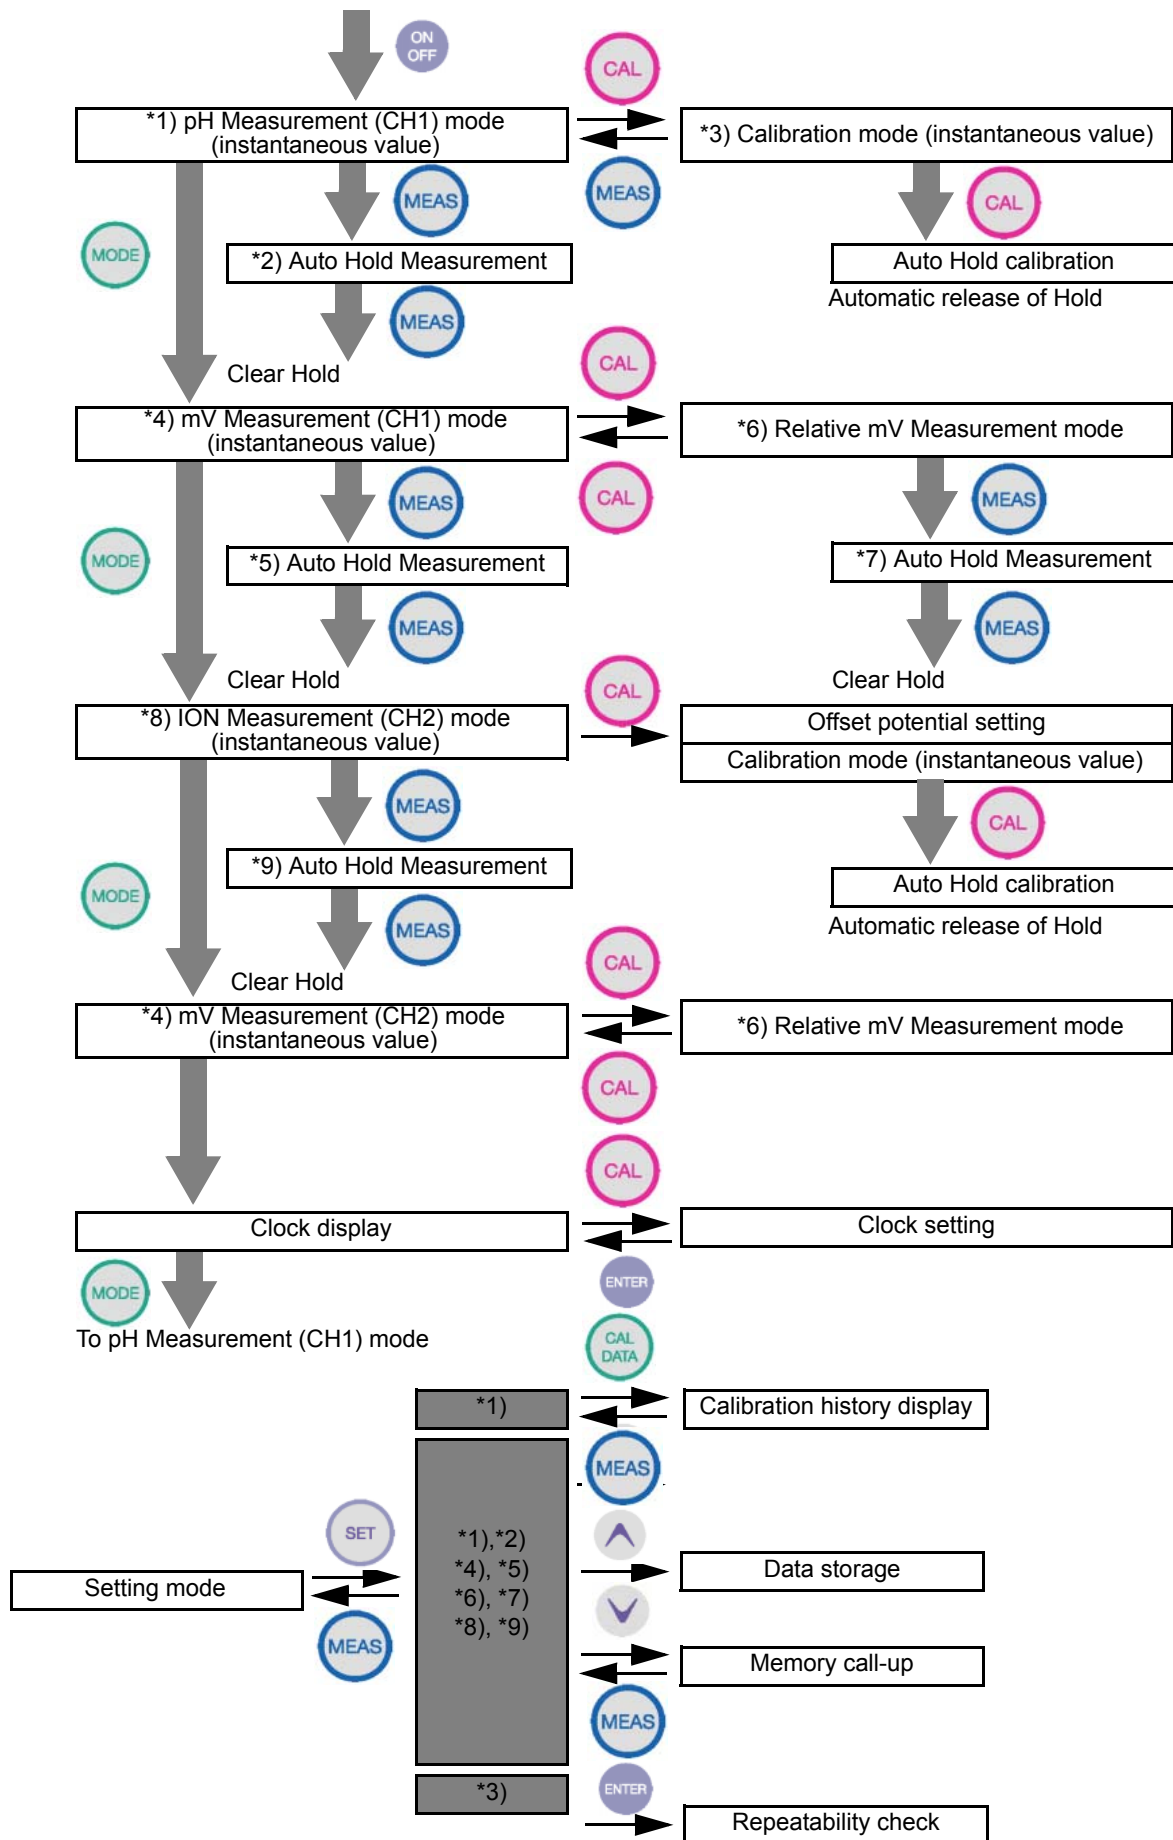 ON
OFF
CAL
*1) pH Measurement (CH1) mode
(instantaneous value)
*3) Calibration mode (instantaneous value)
MEAS
MEAS
CAL
MODE
*2) Auto Hold Measurement
Auto Hold calibration
Automatic release of Hold
MEAS
CAL
Clear Hold
*4) mV Measurement (CH1) mode
(instantaneous value)
*6) Relative mV Measurement mode
MEAS
CAL
MEAS
MODE
*5) Auto Hold Measurement
*7) Auto Hold Measurement
MEAS
MEAS
Clear Hold
CAL
Clear Hold
*8) ION Measurement (CH2) mode
(instantaneous value)
Offset potential setting
Calibration mode (instantaneous value)
MEAS
CAL
*9) Auto Hold Measurement
MODE
Auto Hold calibration
Automatic release of Hold
MEAS
CAL
Clear Hold
*4) mV Measurement (CH2) mode
(instantaneous value)
*6) Relative mV Measurement mode
CAL
CAL
Clock display
Clock setting
MODE
ENTER
To pH Measurement (CH1) mode
CAL
DATA
*1)
Calibration history display
MEAS
SET
*1),*2)
*4), *5)
*6), *7)
*8), *9)
Setting mode
Data storage
MEAS
Memory call-up
MEAS
*3)
ENTER
Repeatability check